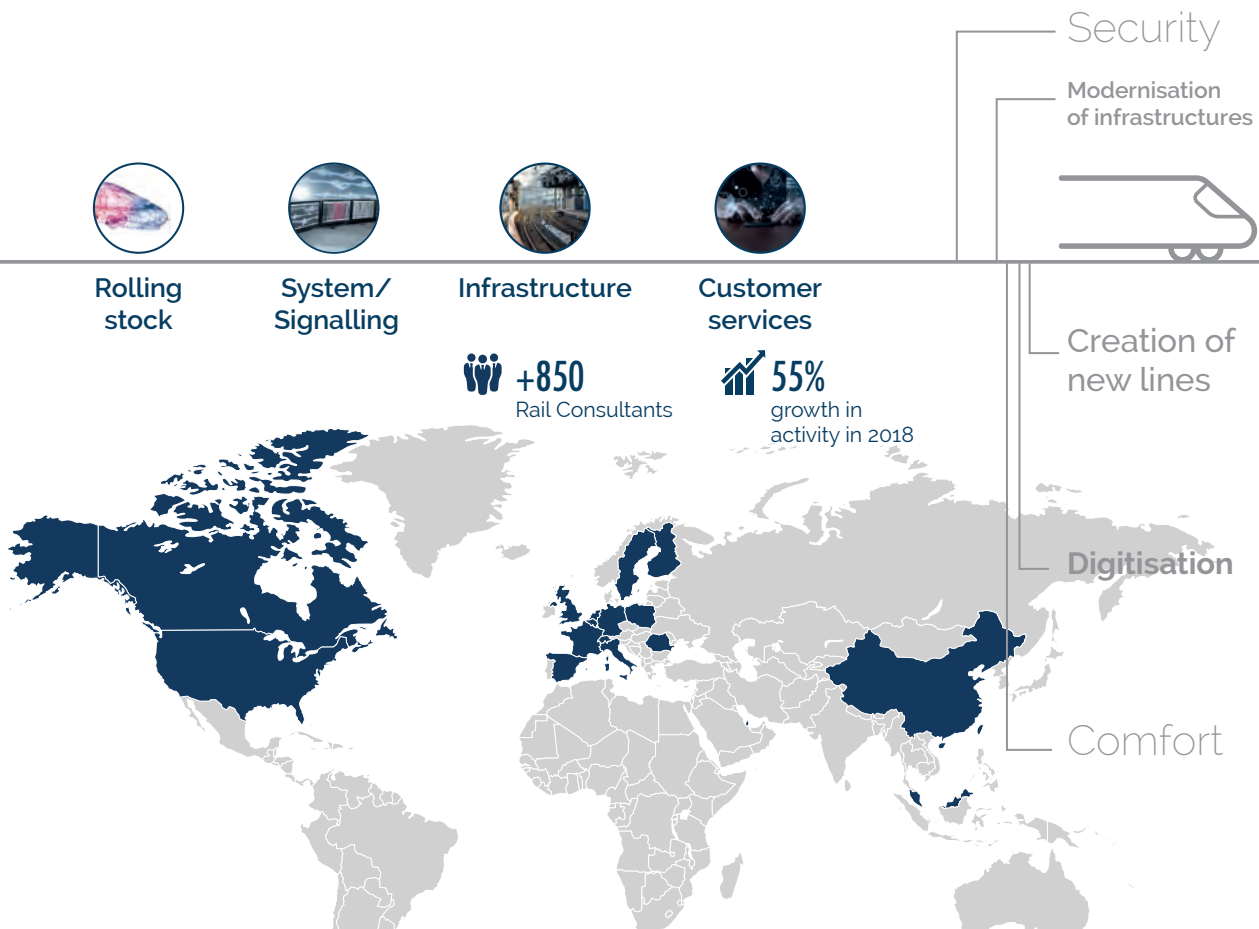 Security
Modernisation
of infrastructures
Rolling
stock
System/
Signalling
Infrastructure
Customer
services
+850
Rail Consultants
55%
growth in
activity in 2018
Creation of
new lines
Digitisation
Comfort